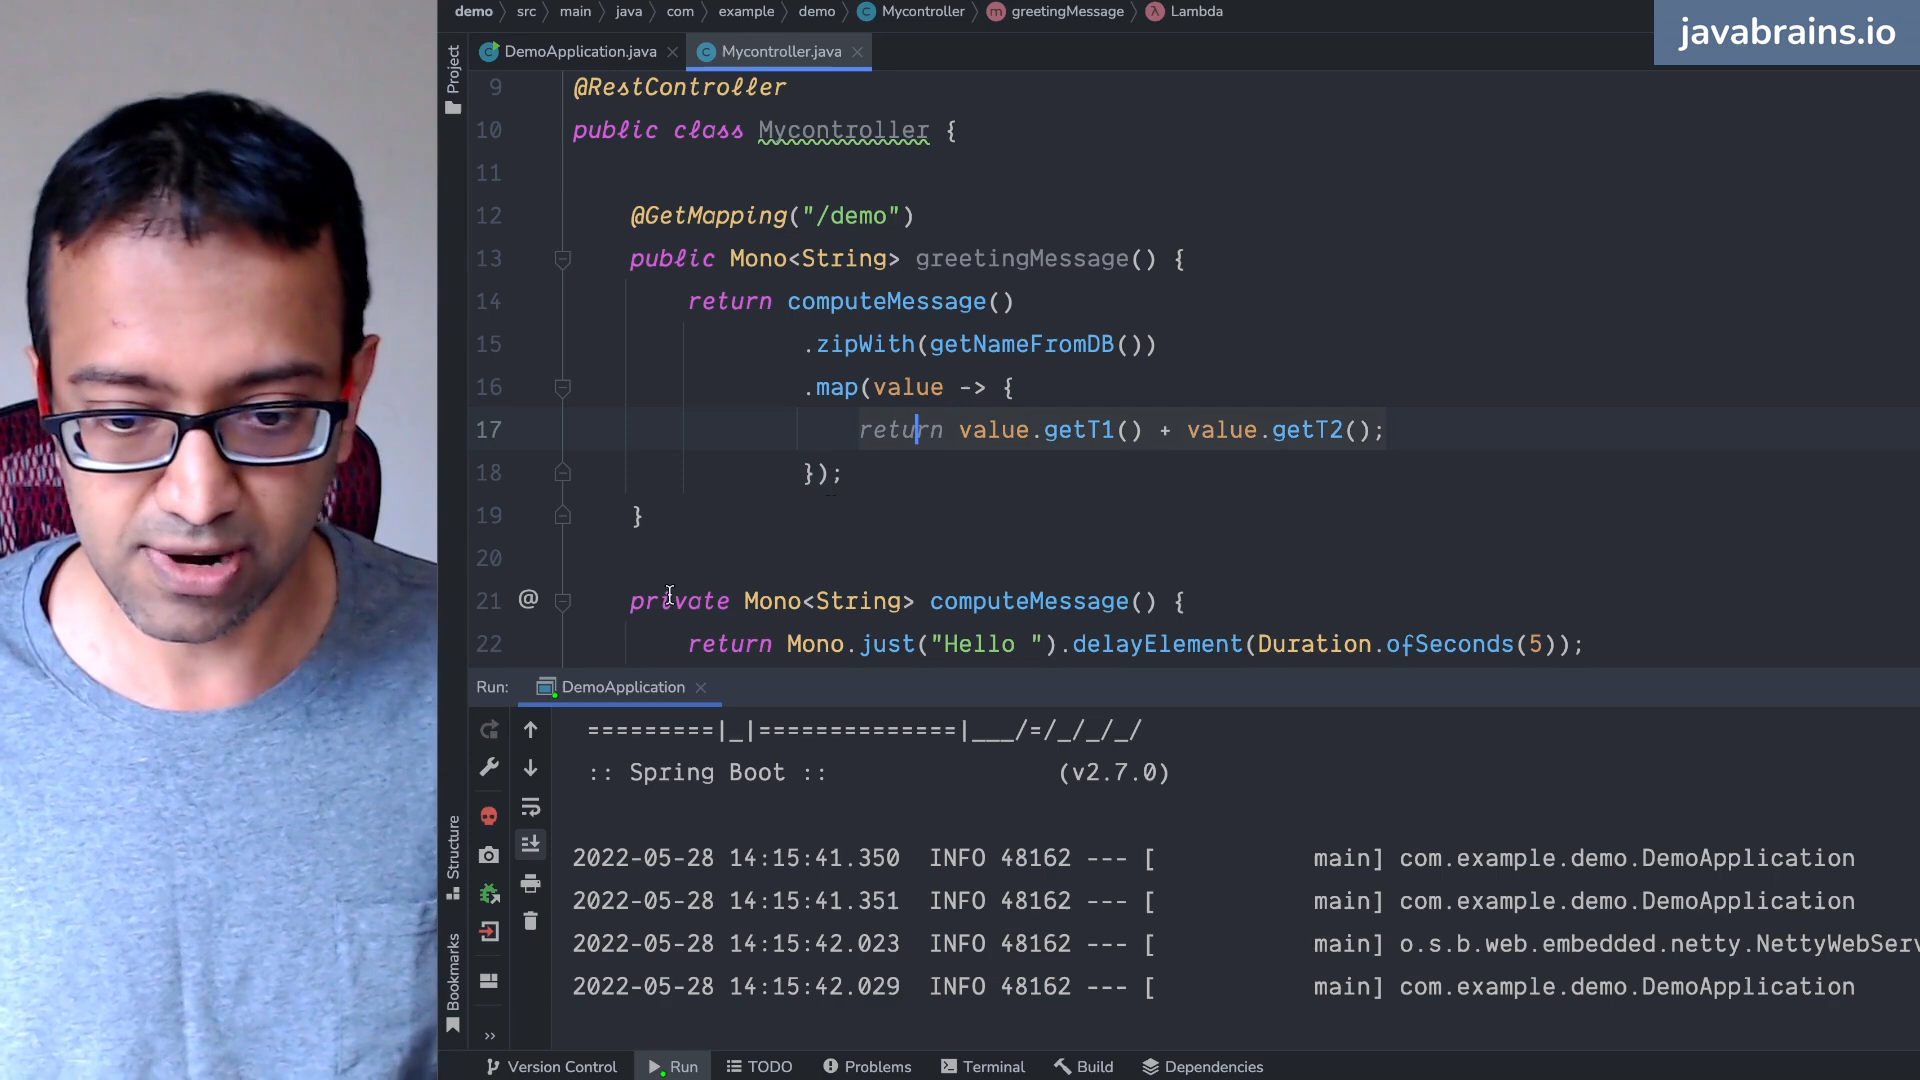 demo src main java com example demo Mycontroller greetingMessage Lambda
javabrains.io
DemoApplication.java Mycontroller.java
Project
9 @RestController
10 public class Mycontroller {
11
12 @GetMapping("/demo")
13 public Mono<String> greetingMessage() {
14 return computeMessage()
15 .zipWith(getNameFromDB())
16 .map(value -> {
17 return value.getT1() + value.getT2();
18 });
19 }
20
21 @ private Mono<String> computeMessage() {
22 return Mono.just("Hello ").delayElement(Duration.ofSeconds(5));
Run: DemoApplication
=========|_|==============|___/=/_/_/_/
:: Spring Boot :: (v2.7.0)
2022-05-28 14:15:41.350 INFO 48162 --- [ main] com.example.demo.DemoApplication
2022-05-28 14:15:41.351 INFO 48162 --- [ main] com.example.demo.DemoApplication
2022-05-28 14:15:42.023 INFO 48162 --- [ main] o.s.b.web.embedded.netty.NettyWebServ
2022-05-28 14:15:42.029 INFO 48162 --- [ main] com.example.demo.DemoApplication
Structure
Bookmarks
Version Control Run TODO Problems Terminal Build Dependencies